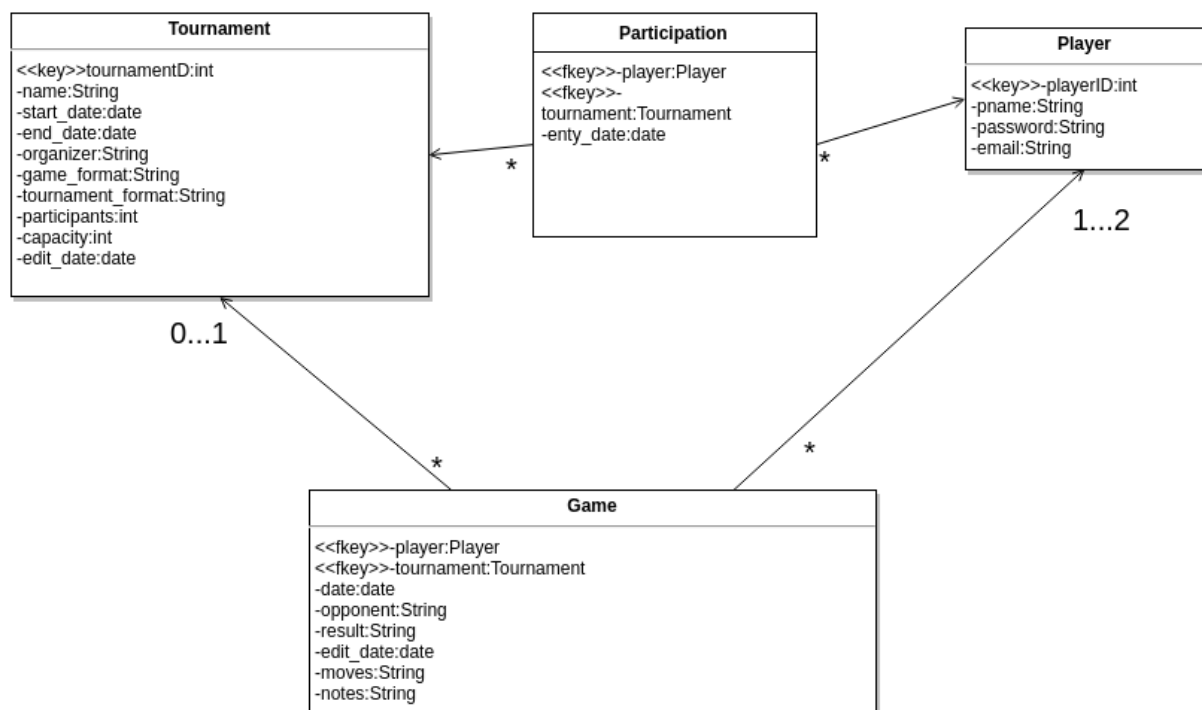 Tournament
<<key>>tournamentD:int
-name:String
-start_date:date
-end_date:date
-organizer:String
-game_format:String
-tournament_format:String
-participants:int
-capacity:int
-edit_date:date
Participation
<<fkey>>-player:Player
<<fkey>>-
tournament:Tournament
-enty_date:date
Player
<<key>>-playerID:int
-pname:String
-password:String
-email:String
*
*
0...1
1...2
*
*
Game
<<fkey>>-player:Player
<<fkey>>-tournament:Tournament
-date:date
-opponent:String
-result:String
-edit_date:date
-moves:String
-notes:String